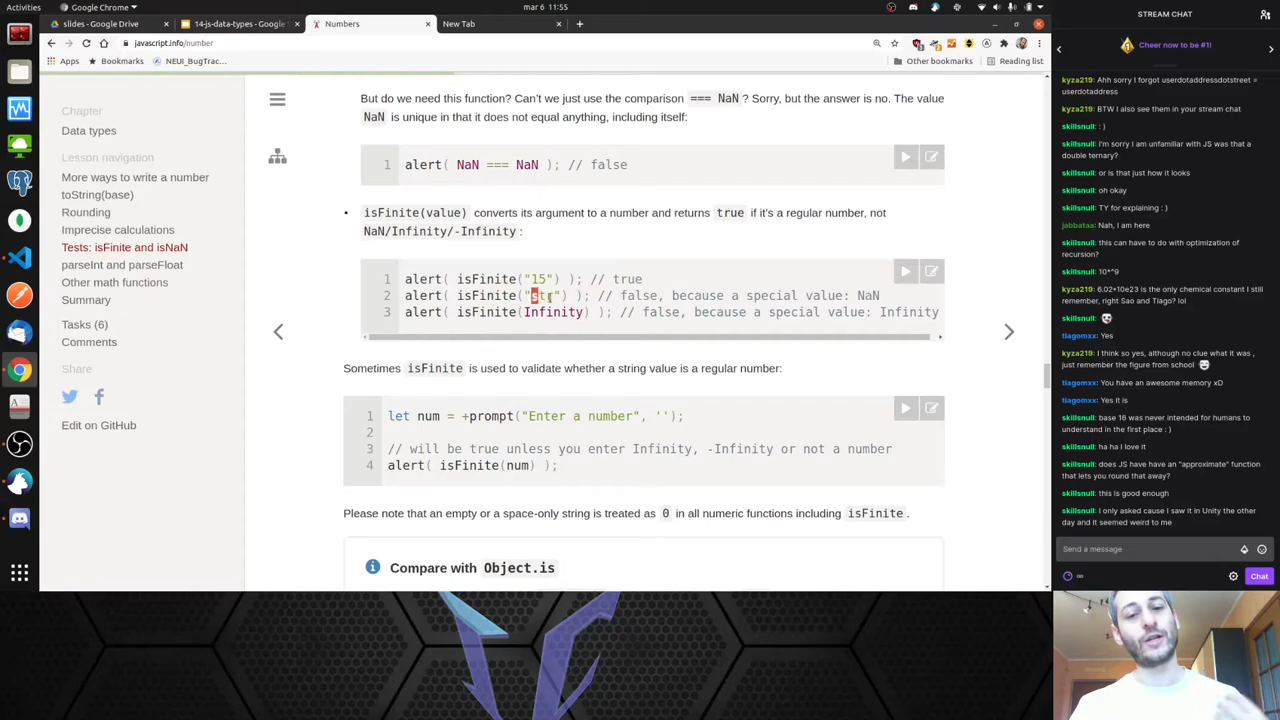 Activities
Google Chrome
mar 6 11:55
slides - Google Drive
14-js-data-types - Google
Numbers
New Tab
javascript.info/number
Apps
Bookmarks
NEUI_BugTrac...
Other bookmarks
Reading list
Chapter
Data types
Lesson navigation
More ways to write a number
toString(base)
Rounding
Imprecise calculations
Tests: isFinite and isNaN
parseInt and parseFloat
Other math functions
Summary
Tasks (6)
Comments
Share
Edit on GitHub
But do we need this function? Can't we just use the comparison === NaN ? Sorry, but the answer is no. The value
NaN is unique in that it does not equal anything, including itself:
1 alert( NaN === NaN ); // false
• isFinite(value) converts its argument to a number and returns true if it's a regular number, not
NaN/Infinity/-Infinity :
1 alert( isFinite("15") ); // true
2 alert( isFinite("str") ); // false, because a special value: NaN
3 alert( isFinite(Infinity) ); // false, because a special value: Infinity
Sometimes isFinite is used to validate whether a string value is a regular number:
1 let num = +prompt("Enter a number", '');
2
3 // will be true unless you enter Infinity, -Infinity or not a number
4 alert( isFinite(num) );
Please note that an empty or a space-only string is treated as 0 in all numeric functions including isFinite .
Compare with Object.is
STREAM CHAT
Cheer now to be #1!
kyza219: Ahh sorry I forgot userdotaddressdotstreet =
userdotaddress
kyza219: BTW I also see them in your stream chat
skillsnull: : )
skillsnull: I'm sorry I am unfamiliar with JS was that a
double ternary?
skillsnull: or is that just how it looks
skillsnull: oh okay
skillsnull: TY for explaining : )
jabbataa: Nah, I am here
skillsnull: this can have to do with optimization of
recursion?
skillsnull: 10*^9
kyza219: 6.02*10e23 is the only chemical constant I still
remember, right Sao and Tiago? lol
skillsnull:
tiagomxx: Yes
kyza219: I think so yes, although no clue what it was ,
just remember the figure from school
tiagomxx: You have an awesome memory xD
tiagomxx: Yes it is
skillsnull: base 16 was never intended for humans to
understand in the first place : )
skillsnull: ha ha I love it
skillsnull: does JS have have an "approximate" function
that lets you round that away?
skillsnull: this is good enough
skillsnull: I only asked cause I saw it in Unity the other
day and it seemed weird to me
Send a message
∞
Chat